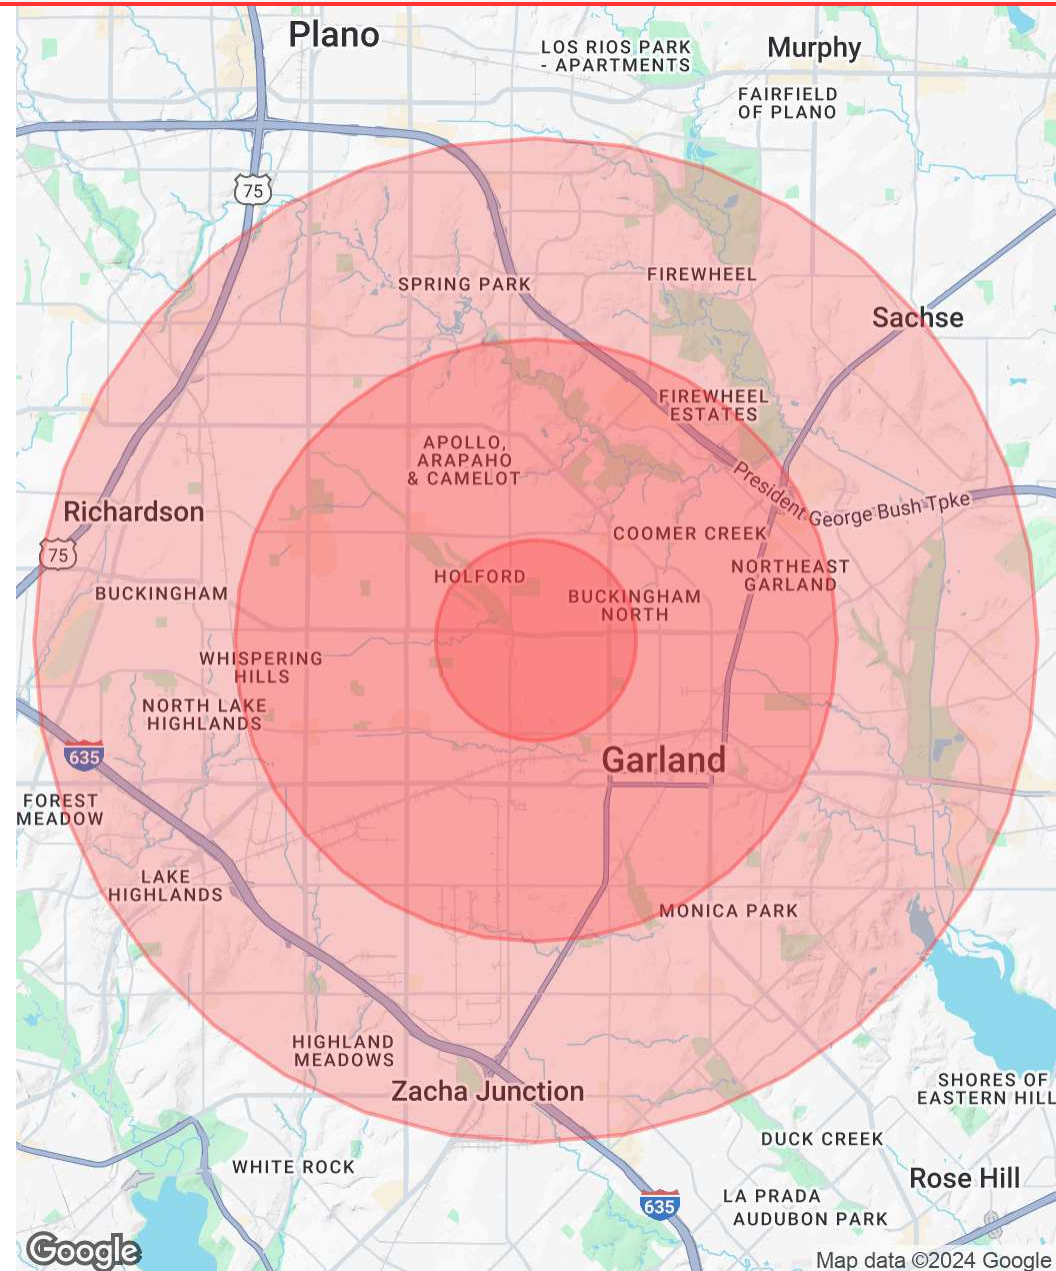 Plano
LOS RIOS PARK
- APARTMENTS
Murphy
FAIRFIELD
OF PLANO
75
SPRING PARK
FIREWHEEL
Sachse
FIREWHEEL
ESTATES
APOLLO,
ARAPAHO
& CAMELOT
President George Bush Tpke
Richardson
COOMER CREEK
75
HOLFORD
NORTHEAST
GARLAND
BUCKINGHAM
BUCKINGHAM
NORTH
WHISPERING
HILLS
NORTH LAKE
HIGHLANDS
635
Garland
FOREST
MEADOW
LAKE
HIGHLANDS
MONICA PARK
HIGHLAND
MEADOWS
Zacha Junction
SHORES OF
EASTERN HILL
DUCK CREEK
WHITE ROCK
Rose Hill
635
LA PRADA
AUDUBON PARK
Google
Map data ©2024 Google